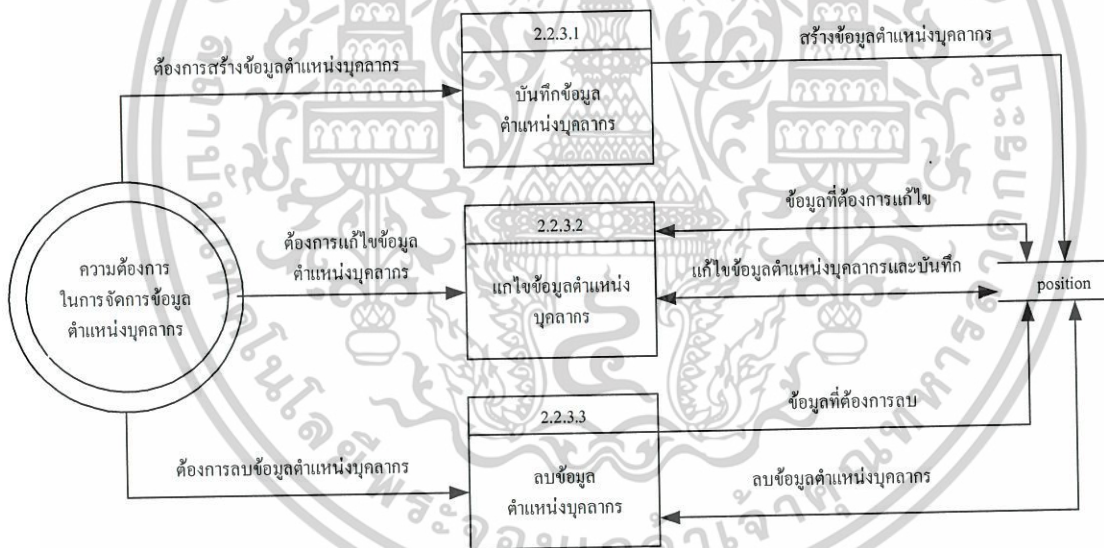 2.2.3.1
สร้างข้อมูลตำแหน่งบุคลากร
ต้องการสร้างข้อมูลตำแหน่งบุคลากร
บันทึกข้อมูล
ตำแหน่งบุคลากร
ข้อมูลที่ต้องการแก้ไข
2.2.3.2
ต้องการแก้ไขข้อมูล
ตำแหน่งบุคลากร
ความต้องการ
ในการจัดการข้อมูล
ตำแหน่งบุคลากร
แก้ไขข้อมูลตำแหน่ง
บุคลากร
แก้ไขข้อมูลตำแหน่งบุคลากรและบันทึก
position
ข้อมูลที่ต้องการลบ
2.2.3.3
ต้องการลบข้อมูลตำแหน่งบุคลากร
ลบข้อมูล
ตำแหน่งบุคลากร
ลบข้อมูลตำแหน่งบุคลากร